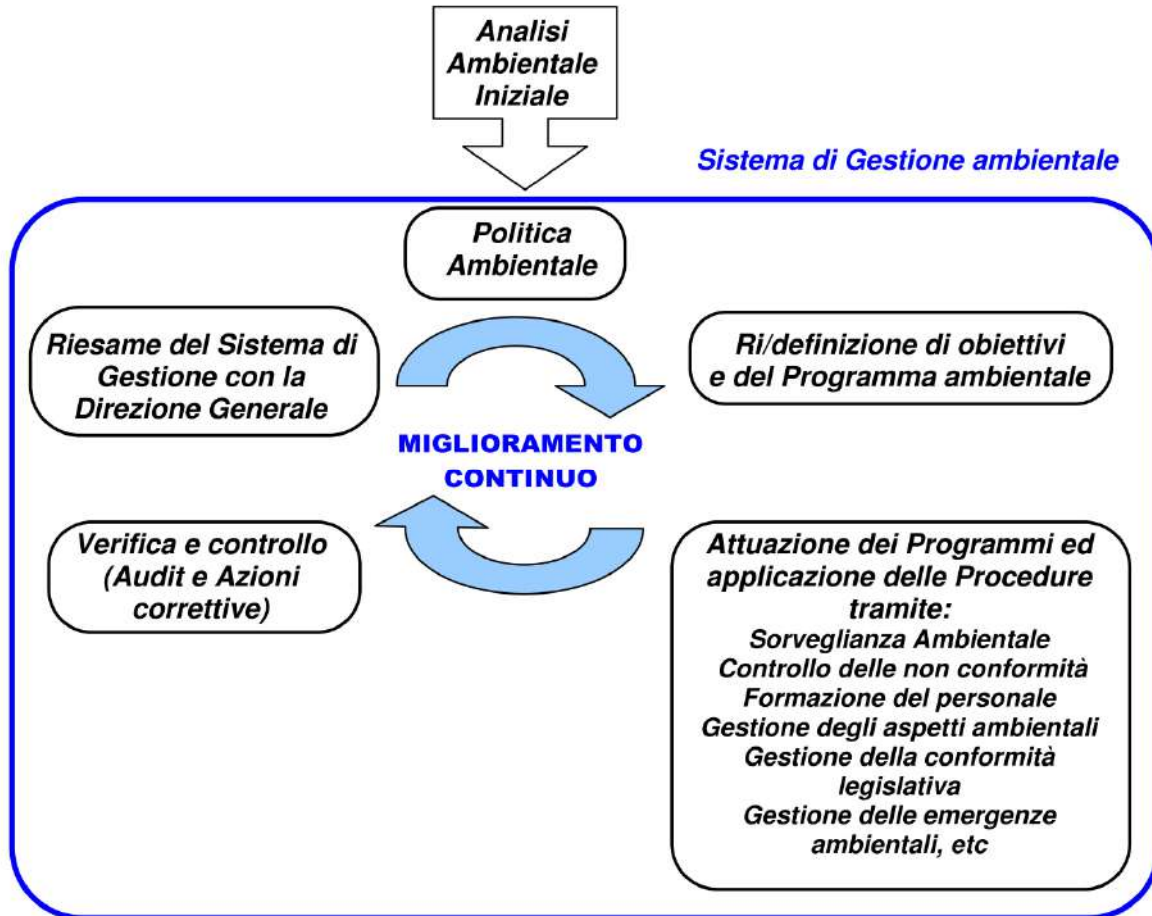 Analisi
Ambientale
Iniziale
Sistema di Gestione ambientale
Politica
Ambientale
Riesame del Sistema di
Gestione con la
Direzione Generale
Ri/definizione di obiettivi
e del Programma ambientale
MIGLIORAMENTO
CONTINUO
Verifica e controllo
(Audit e Azioni
correttive)
Attuazione dei Programmi ed
applicazione delle Procedure
tramite:
Sorveglianza Ambientale
Controllo delle non conformità
Formazione del personale
Gestione degli aspetti ambientali
Gestione della conformità
legislativa
Gestione delle emergenze
ambientali, etc